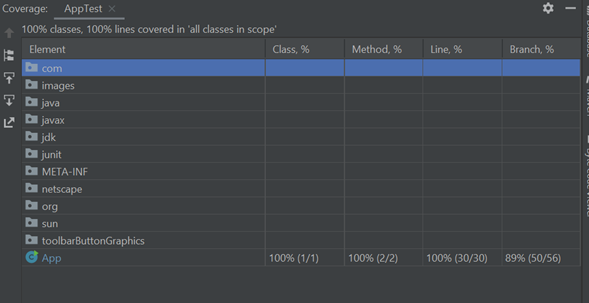 Coverage: AppTest
100% classes, 100% lines covered in 'all classes in scope'
Element Class, % Method, % Line, % Branch, %
com
images
java
javax
jdk
junit
META-INF
netscape
org
sun
toolbarButtonGraphics
App 100% (1/1) 100% (2/2) 100% (30/30) 89% (50/56)